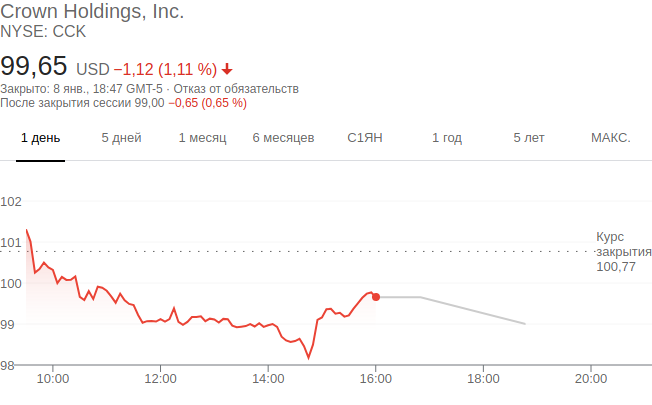 Crown Holdings, Inc.
NYSE: CCK
99,65 USD −1,12 (1,11 %)
Закрыто: 8 янв., 18:47 GMT-5 · Отказ от обязательств
После закрытия сессии 99,00 −0,65 (0,65 %)
1 день 5 дней 1 месяц 6 месяцев С1ЯН 1 год 5 лет МАКС.
102
101
100
99
98
Курс
закрытия
100,77
10:00 12:00 14:00 16:00 18:00 20:00